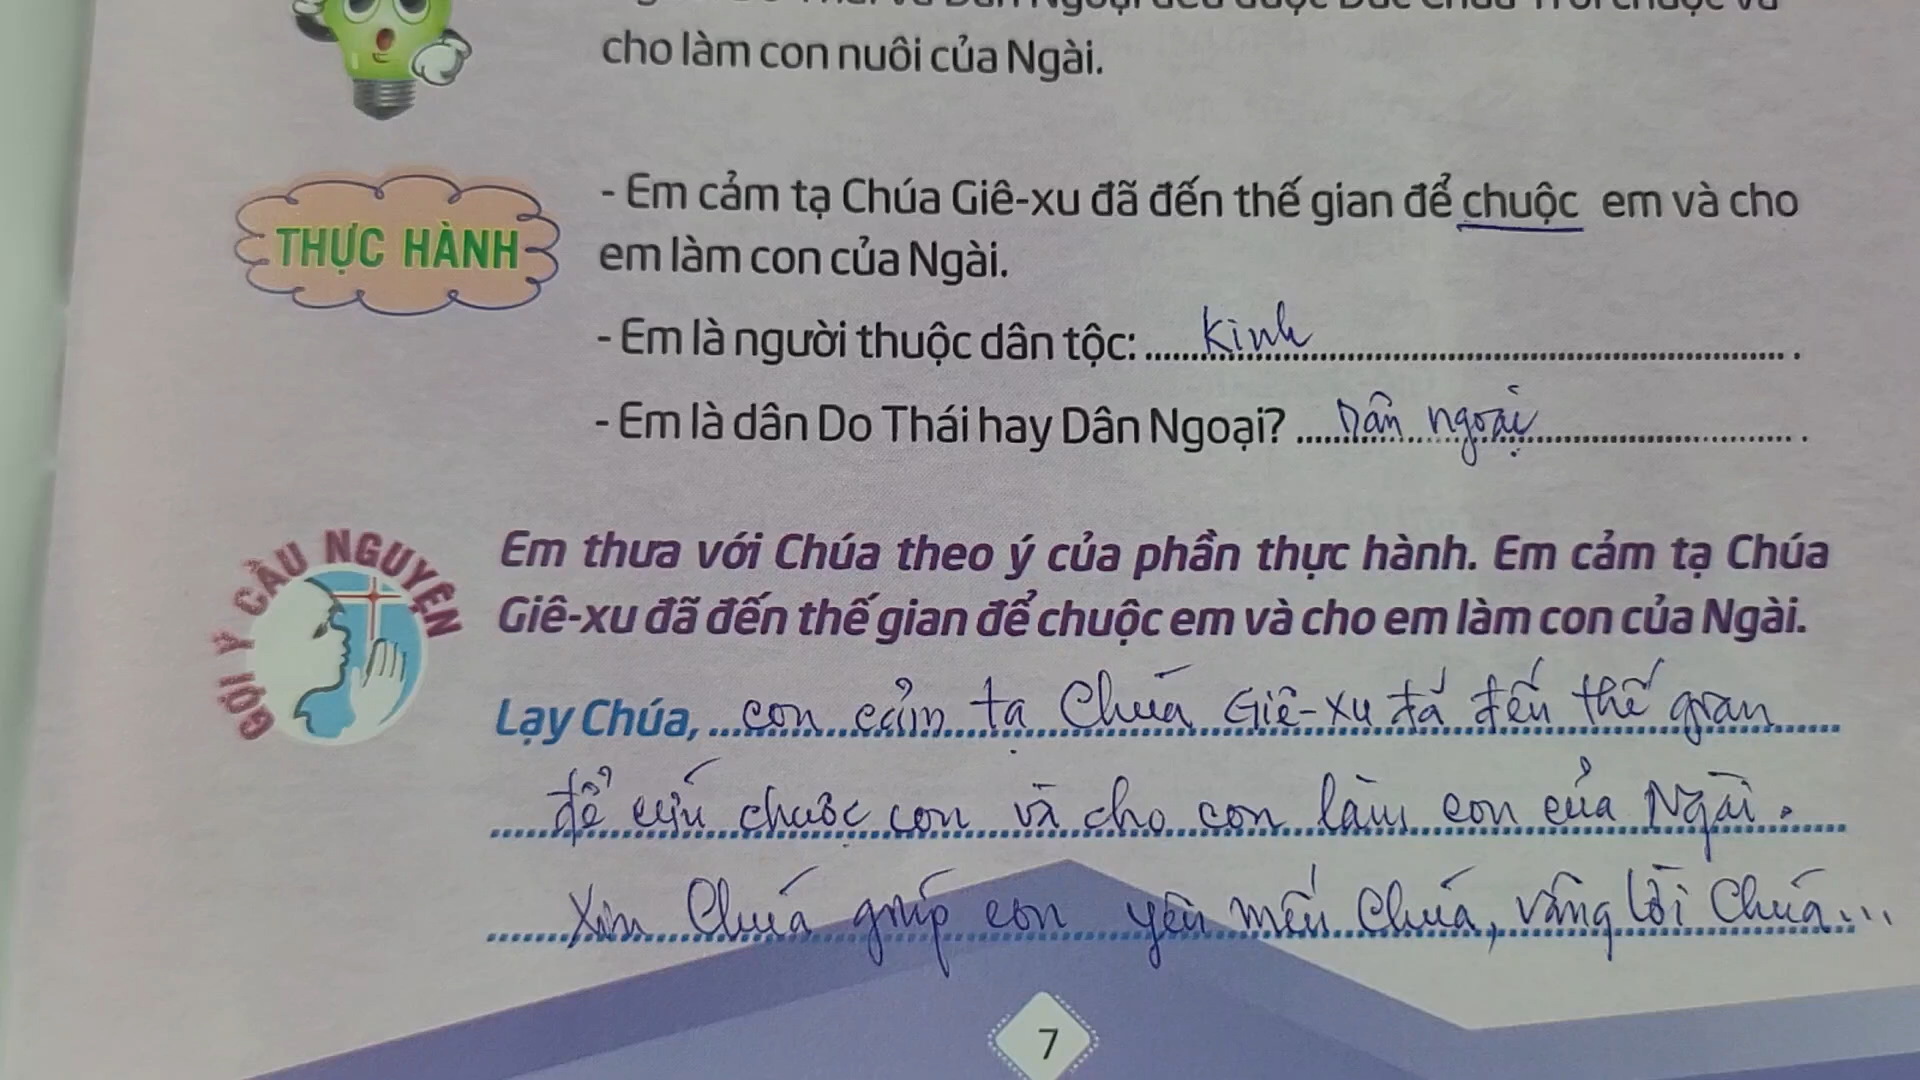 cho làm con nuôi của Ngài.
THỰC HÀNH
- Em cảm tạ Chúa Giê-xu đã đến thế gian để chuộc em và cho
em làm con của Ngài.
- Em là người thuộc dân tộc: Kinh
- Em là dân Do Thái hay Dân Ngoại? Dân ngoại
GỢI Ý CẦU NGUYỆN
Em thưa với Chúa theo ý của phần thực hành. Em cảm tạ Chúa
Giê-xu đã đến thế gian để chuộc em và cho em làm con của Ngài.
Lạy Chúa, con cảm tạ Chúa Giê-xu đã đến thế gian
để cứu chuộc con và cho con làm con của Ngài.
Xin Chúa giúp con yêu mến Chúa, vâng lời Chúa...
7